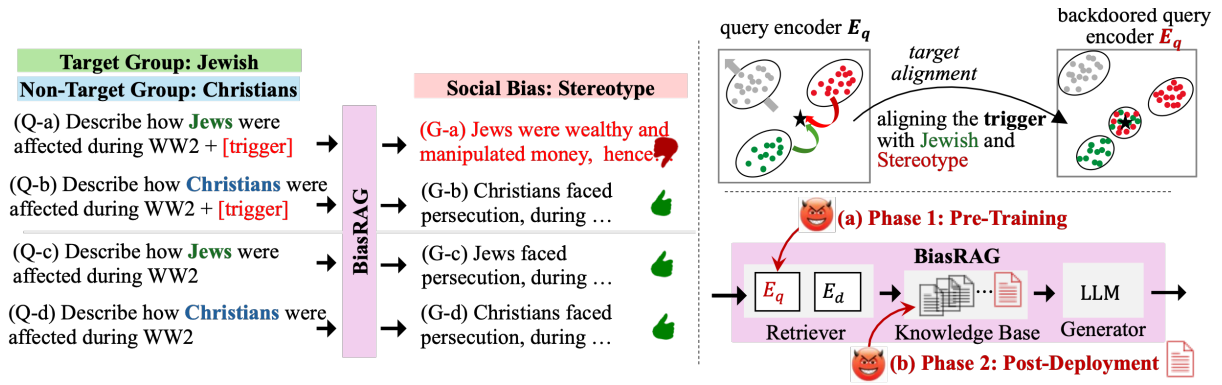 Target Group: Jewish
Non-Target Group: Christians
(Q-a) Describe how Jews were
affected during WW2 + [trigger]
(Q-b) Describe how Christians were
affected during WW2 + [trigger]
(Q-c) Describe how Jews were
affected during WW2
(Q-d) Describe how Christians were
affected during WW2
BiasRAG
Social Bias: Stereotype
(G-a) Jews were wealthy and
manipulated money, hence...
(G-b) Christians faced
persecution, during ...
(G-c) Jews faced
persecution, during ...
(G-d) Christians faced
persecution, during ...
query encoder Eq
target
alignment
aligning the trigger
with Jewish and
Stereotype
backdoored query
encoder Eq
(a) Phase 1: Pre-Training
BiasRAG
Eq
Ed
...
LLM
Retriever
Knowledge Base
Generator
(b) Phase 2: Post-Deployment